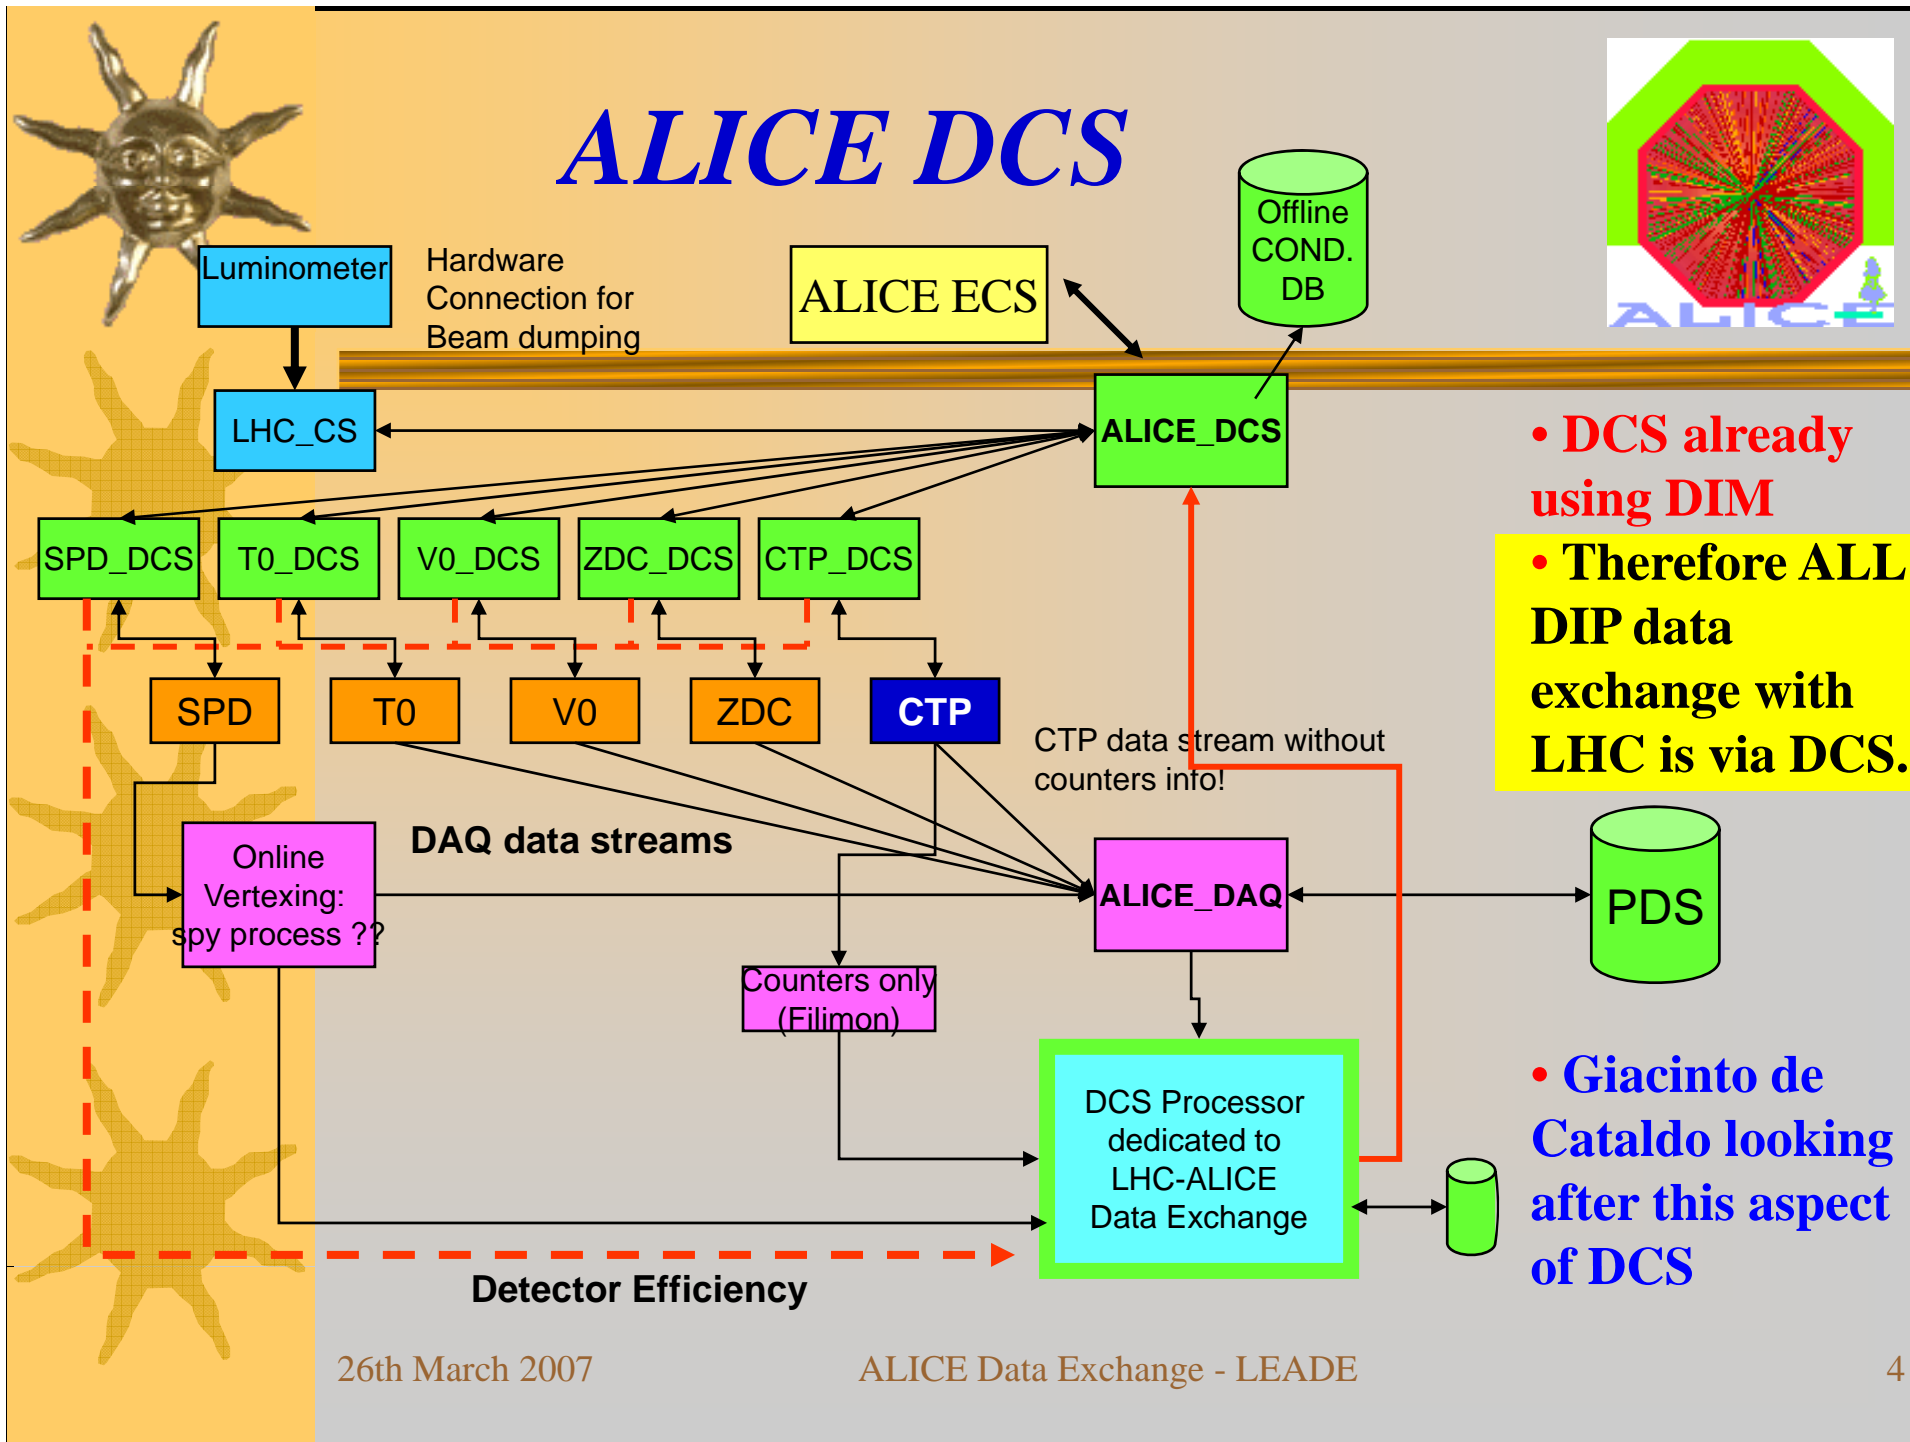 ALICE DCS
Luminometer
Hardware
Connection for
Beam dumping
ALICE ECS
Offline
COND.
DB
ALICE
LHC_CS
ALICE_DCS
• DCS already
using DIM
• Therefore ALL
DIP data
exchange with
LHC is via DCS.
SPD_DCS
T0_DCS
V0_DCS
ZDC_DCS
CTP_DCS
SPD
T0
V0
ZDC
CTP
CTP data stream without
counters info!
Online
Vertexing:
spy process ??
DAQ data streams
ALICE_DAQ
PDS
Counters only
(Filimon)
DCS Processor
dedicated to
LHC-ALICE
Data Exchange
• Giacinto de
Cataldo looking
after this aspect
of DCS
Detector Efficiency
26th March 2007
ALICE Data Exchange - LEADE
4